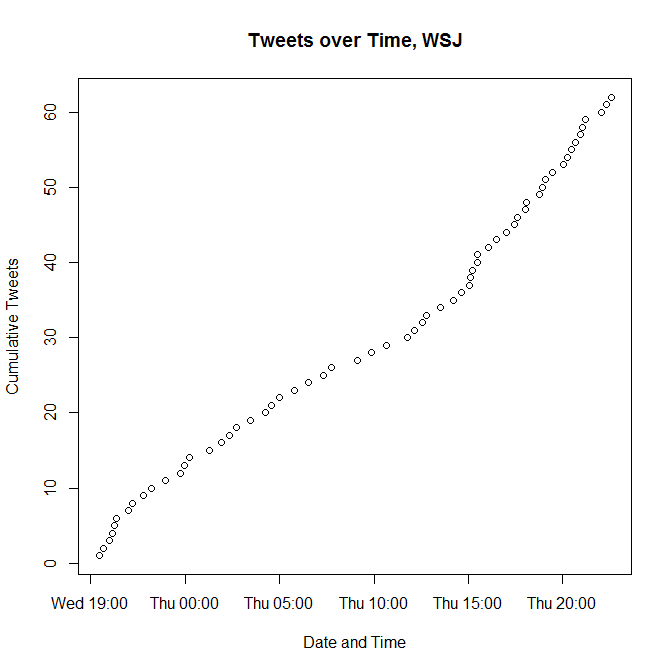 Tweets over Time, WSJ
60
50
40
30
20
10
0
Cumulative Tweets
Wed 19:00 Thu 00:00 Thu 05:00 Thu 10:00 Thu 15:00 Thu 20:00
Date and Time